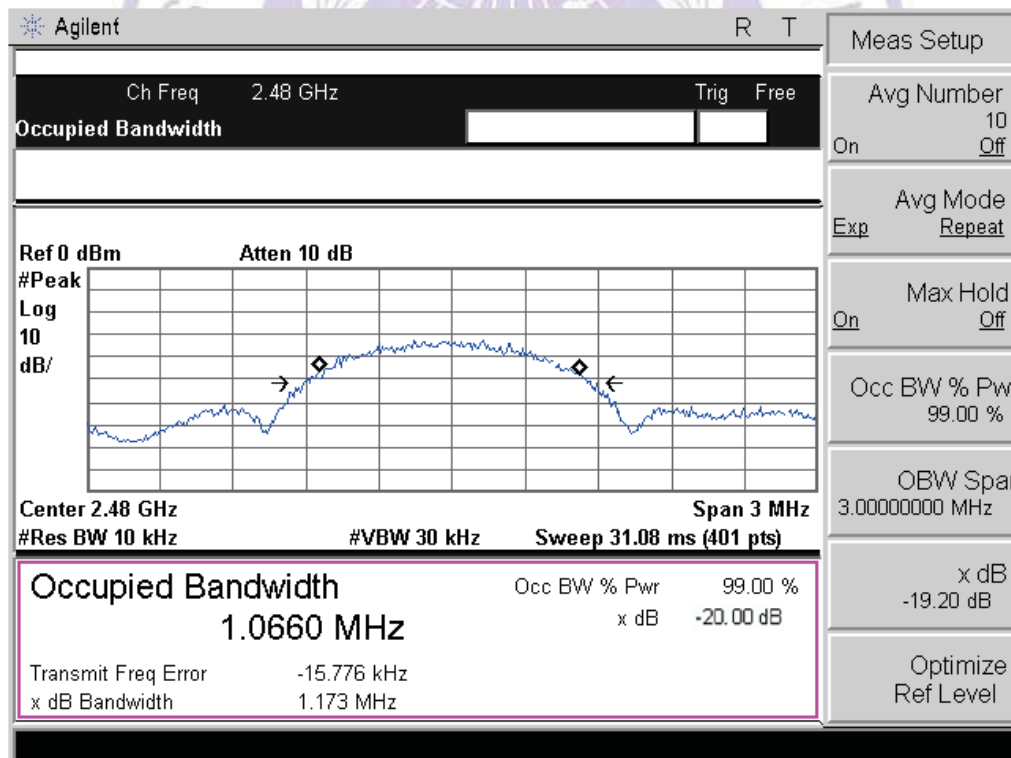 Agilent
R T
Ch Freq 2.48 GHz Trig Free
Occupied Bandwidth
Ref 0 dBm Atten 10 dB
#Peak
Log
10
dB/
Center 2.48 GHz Span 3 MHz
#Res BW 10 kHz #VBW 30 kHz Sweep 31.08 ms (401 pts)
Occupied Bandwidth
1.0660 MHz
Occ BW % Pwr 99.00 %
x dB -20.00 dB
Transmit Freq Error -15.776 kHz
x dB Bandwidth 1.173 MHz
Meas Setup
Avg Number
10
On Off
Avg Mode
Exp Repeat
Max Hold
On Off
Occ BW % Pw
99.00 %
OBW Spa
3.00000000 MHz
x dB
-19.20 dB
Optimize
Ref Level